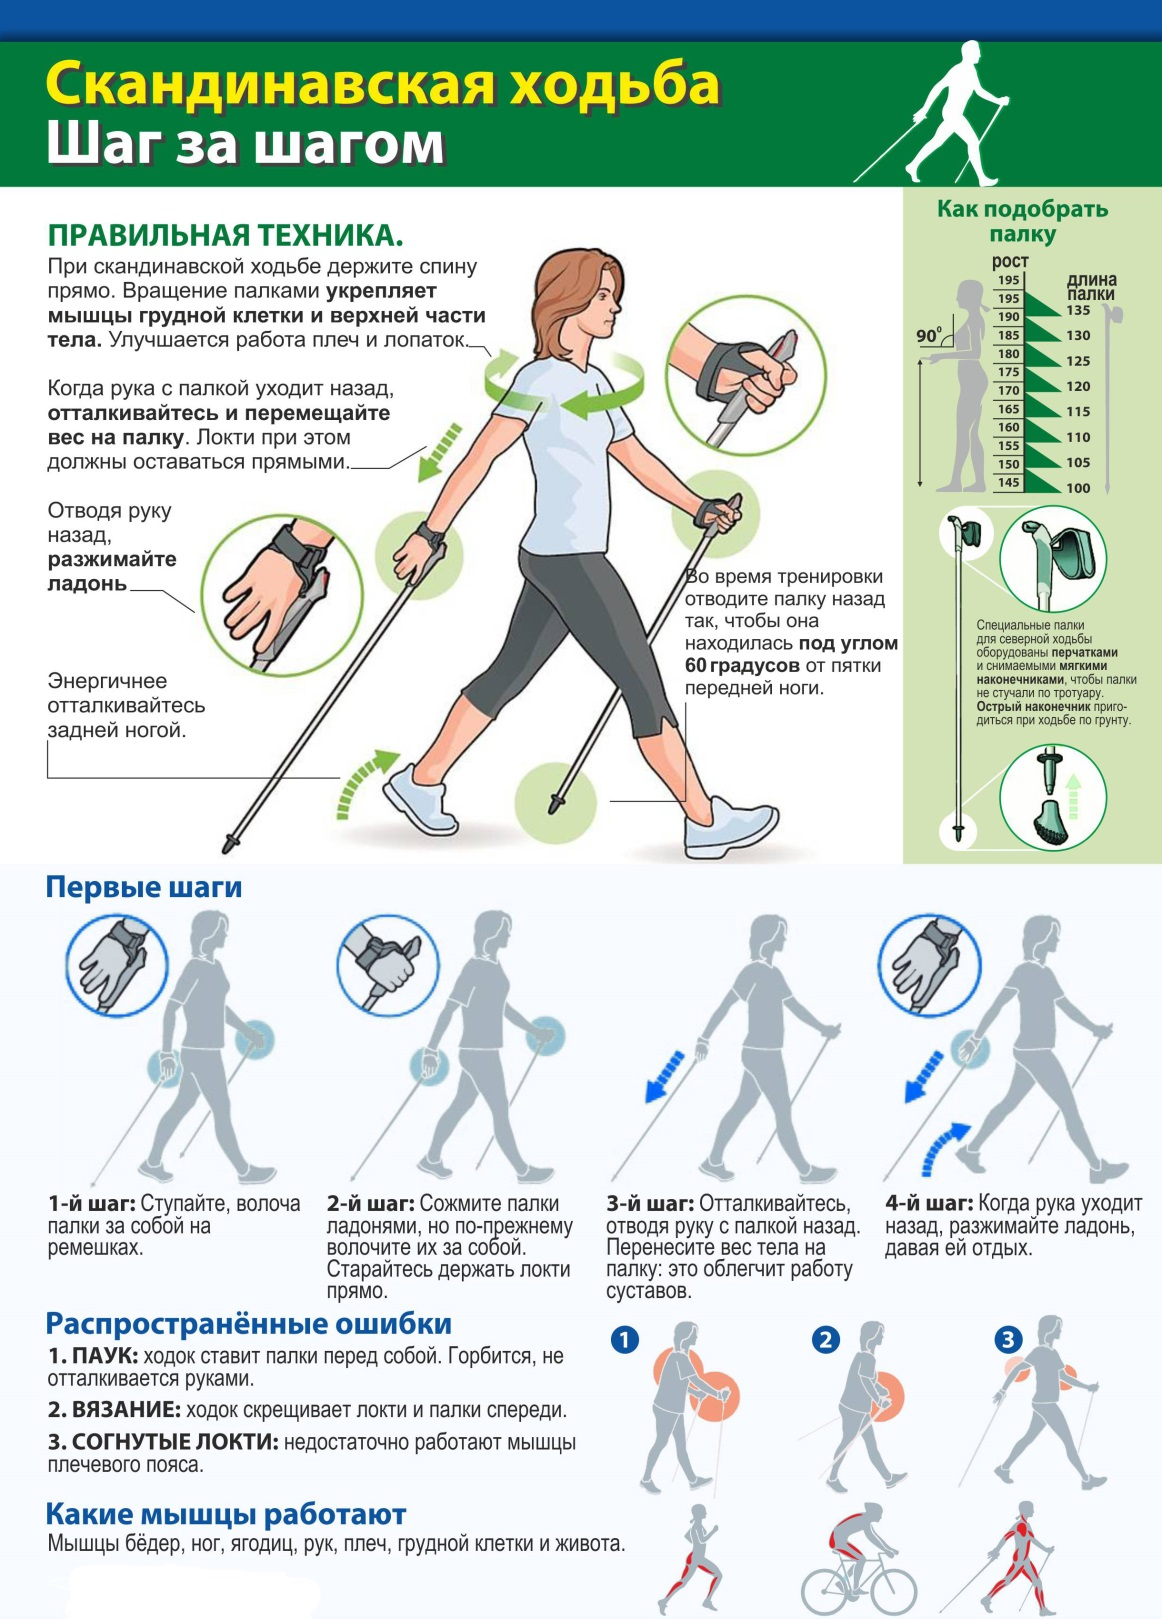 Скандинавская ходьба
Шаг за шагом
ПРАВИЛЬНАЯ ТЕХНИКА.
При скандинавской ходьбе держите спину
прямо. Вращение палками укрепляет
мышцы грудной клетки и верхней части
тела. Улучшается работа плеч и лопаток.
Когда рука с палкой уходит назад,
отталкивайтесь и перемещайте
вес на палку. Локти при этом
должны оставаться прямыми.
Отводя руку
назад,
разжимайте
ладонь
Энергичнее
отталкивайтесь
задней ногой.
Во время тренировки
отводите палку назад
так, чтобы она
находилась под углом
60 градусов от пятки
передней ноги.
Как подобрать
палку
рост
длина
палки
195
195
190
185
180
175
170
165
160
155
150
145
135
130
125
120
115
110
105
100
90⁰
Специальные палки
для северной ходьбы
оборудованы перчатками
и снимаемыми мягкими
наконечниками, чтобы палки
не стучали по тротуару.
Острый наконечник приго-
диться при ходьбе по грунту.
Первые шаги
1-й шаг: Ступайте, волоча
палки за собой на
ремешках.
2-й шаг: Сожмите палки
ладонями, но по-прежнему
волочите их за собой.
Старайтесь держать локти
прямо.
3-й шаг: Отталкивайтесь,
отводя руку с палкой назад.
Перенесите вес тела на
палку: это облегчит работу
суставов.
4-й шаг: Когда рука уходит
назад, разжимайте ладонь,
давая ей отдых.
Распространённые ошибки
1. ПАУК: ходок ставит палки перед собой. Горбится, не
отталкивается руками.
2. ВЯЗАНИЕ: ходок скрещивает локти и палки спереди.
3. СОГНУТЫЕ ЛОКТИ: недостаточно работают мышцы
плечевого пояса.
1
2
3
Какие мышцы работают
Мышцы бёдер, ног, ягодиц, рук, плеч, грудной клетки и живота.